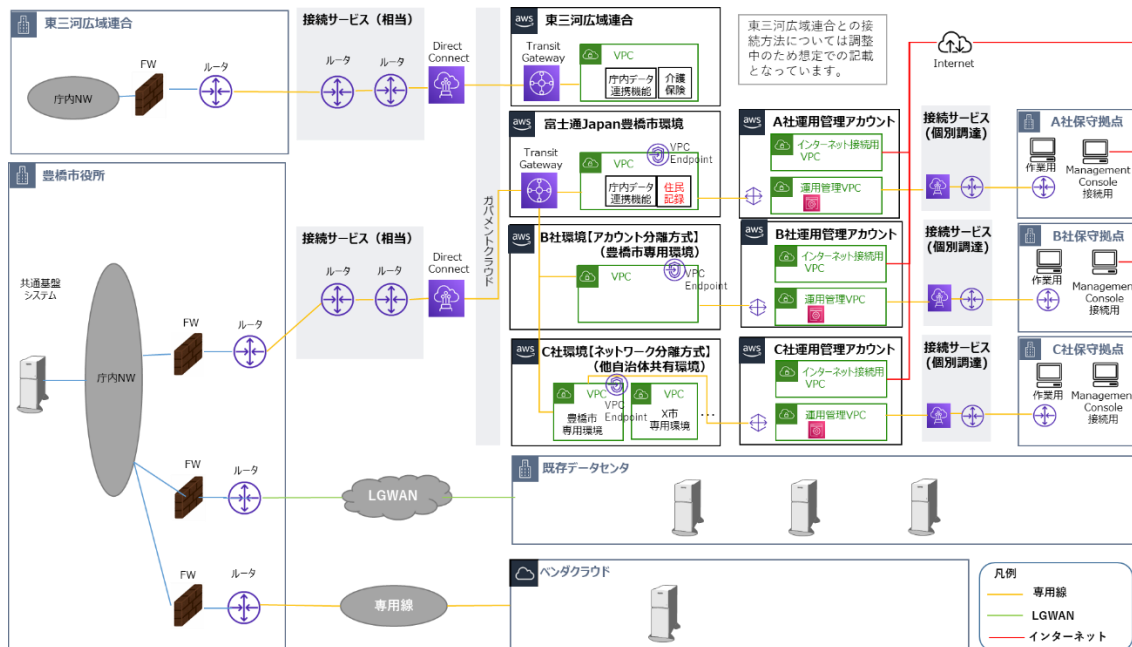 東三河広域連合
庁内NW
FW
ルータ
接続サービス（相当）
ルータ
ルータ
Direct
Connect
aws
東三河広域連合
Transit
Gateway
VPC
庁内データ
連携機能
介護
保険
東三河広域連合との接
続方法については調整
中のため想定での記載
となっています。
Internet
ガバメントクラウド
aws
富士通Japan豊橋市環境
Transit
Gateway
VPC
VPC
Endpoint
庁内データ
連携機能
住民
記録
aws
A社運用管理アカウント
インターネット接続用
VPC
運用管理VPC
接続サービス
（個別調達）
A社保守拠点
作業用
Management
Console
接続用
豊橋市役所
共通基盤
システム
庁内NW
FW
ルータ
接続サービス（相当）
ルータ
ルータ
Direct
Connect
aws
B社環境【アカウント分離方式】
（豊橋市専用環境）
VPC
VPC
Endpoint
aws
B社運用管理アカウント
インターネット接続用
VPC
運用管理VPC
接続サービス
（個別調達）
B社保守拠点
作業用
Management
Console
接続用
aws
C社環境【ネットワーク分離方式】
（他自治体共有環境）
VPC
豊橋市
専用環境
VPC
Endpoint
VPC
X市
専用環境
…
aws
C社運用管理アカウント
インターネット接続用
VPC
運用管理VPC
接続サービス
（個別調達）
C社保守拠点
作業用
Management
Console
接続用
FW
ルータ
LGWAN
既存データセンタ
FW
ルータ
専用線
ベンダクラウド
凡例
専用線
LGWAN
インターネット